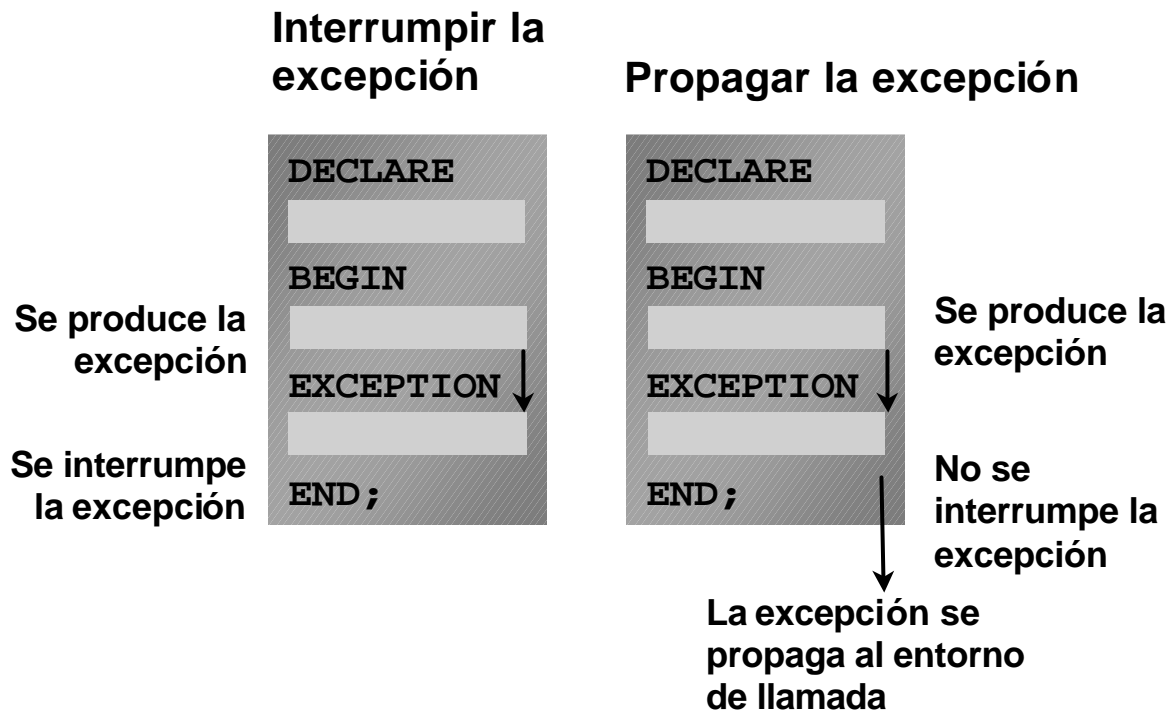 Interrumpir la
excepción
Propagar la excepción
DECLARE
BEGIN
Se produce la
excepción
EXCEPTION
Se interrumpe
la excepción
END;
DECLARE
BEGIN
Se produce la
excepción
EXCEPTION
No se
interrumpe la
excepción
END;
La excepción se
propaga al entorno
de llamada